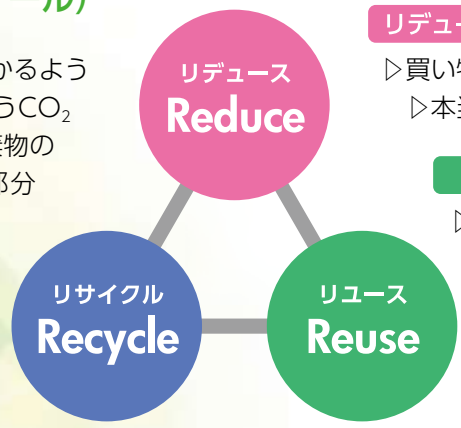 ール)
かるよう
うCO₂
棄物の
部分
リデュース
Reduce
リサイクル
Recycle
リユース
Reuse
リデュー
▷買い物
▷本当
▷